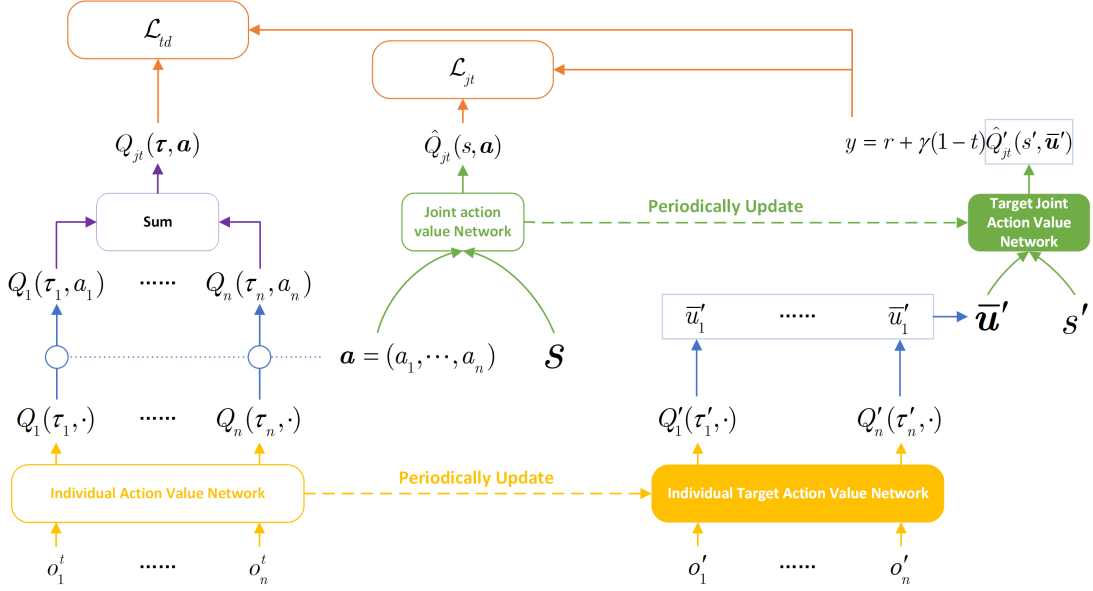 𝓛_td
𝓛_jt
Q_jt(τ, a)
Q̂_jt(s, a)
y = r + γ(1 − t)Q̂′_jt(s′, u̅′)
Sum
Joint action
value Network
Periodically Update
Target Joint
Action Value
Network
Q_1(τ_1, a_1) ······ Q_n(τ_n, a_n)
u̅′_1 ······ u̅′_1
u̅′
s′
a = (a_1, ···, a_n)
s
Q_1(τ_1, ·) ······ Q_n(τ_n, ·)
Q′_1(τ′_1, ·) ······ Q′_n(τ′_n, ·)
Individual Action Value Network
Periodically Update
Individual Target Action Value Network
o_1^t ······ o_n^t
o′_1 ······ o′_n